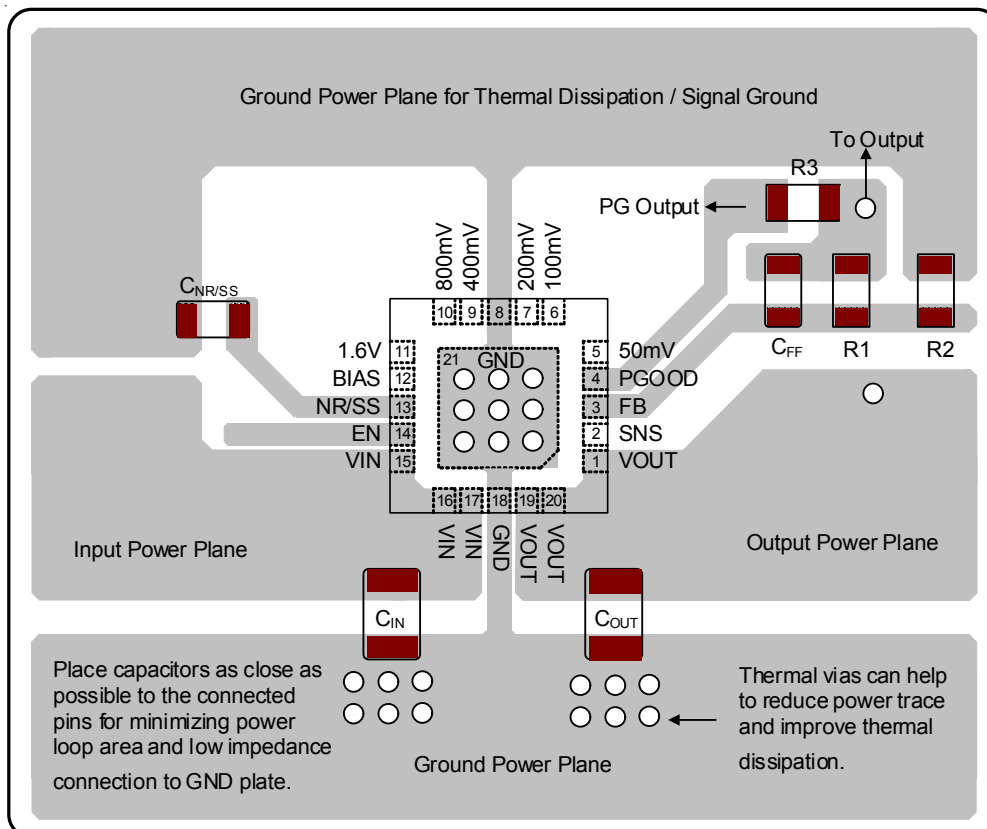 Ground Power Plane for Thermal Dissipation / Signal Ground
To Output
R3
PG Output
800mV
400mV
200mV
100mV
CNR/SS
10
9
8
7
6
1.6V
11
21
GND
5
50mV
BIAS
12
4
PGOOD
NR/SS
13
3
FB
EN
14
2
SNS
VIN
15
1
VOUT
CFF
R1
R2
16
17
18
19
20
VIN
VIN
GND
VOUT
VOUT
Input Power Plane
Output Power Plane
CIN
COUT
Place capacitors as close as
possible to the connected
pins for minimizing power
loop area and low impedance
connection to GND plate.
Thermal vias can help
to reduce power trace
and improve thermal
dissipation.
Ground Power Plane